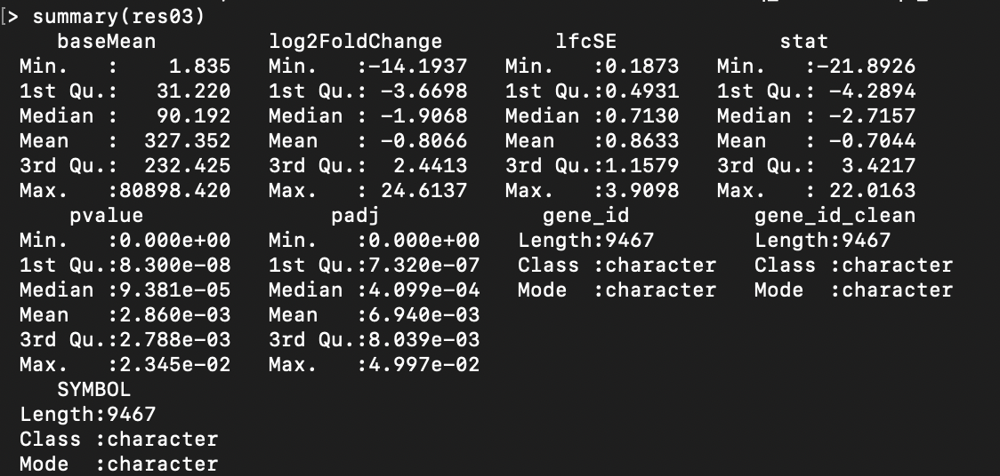 [> summary(res03)
baseMean log2FoldChange lfcSE stat
Min. : 1.835 Min. :-14.1937 Min. :0.1873 Min. :-21.8926
1st Qu.: 31.220 1st Qu.: -3.6698 1st Qu.:0.4931 1st Qu.: -4.2894
Median : 90.192 Median : -1.9068 Median :0.7130 Median : -2.7157
Mean : 327.352 Mean : -0.8066 Mean :0.8633 Mean : -0.7044
3rd Qu.: 232.425 3rd Qu.: 2.4413 3rd Qu.:1.1579 3rd Qu.: 3.4217
Max. :80898.420 Max. : 24.6137 Max. :3.9098 Max. : 22.0163
pvalue padj gene_id gene_id_clean
Min. :0.000e+00 Min. :0.000e+00 Length:9467 Length:9467
1st Qu.:8.300e-08 1st Qu.:7.320e-07 Class :character Class :character
Median :9.381e-05 Median :4.099e-04 Mode :character Mode :character
Mean :2.860e-03 Mean :6.940e-03
3rd Qu.:2.788e-03 3rd Qu.:8.039e-03
Max. :2.345e-02 Max. :4.997e-02
SYMBOL
Length:9467
Class :character
Mode :character